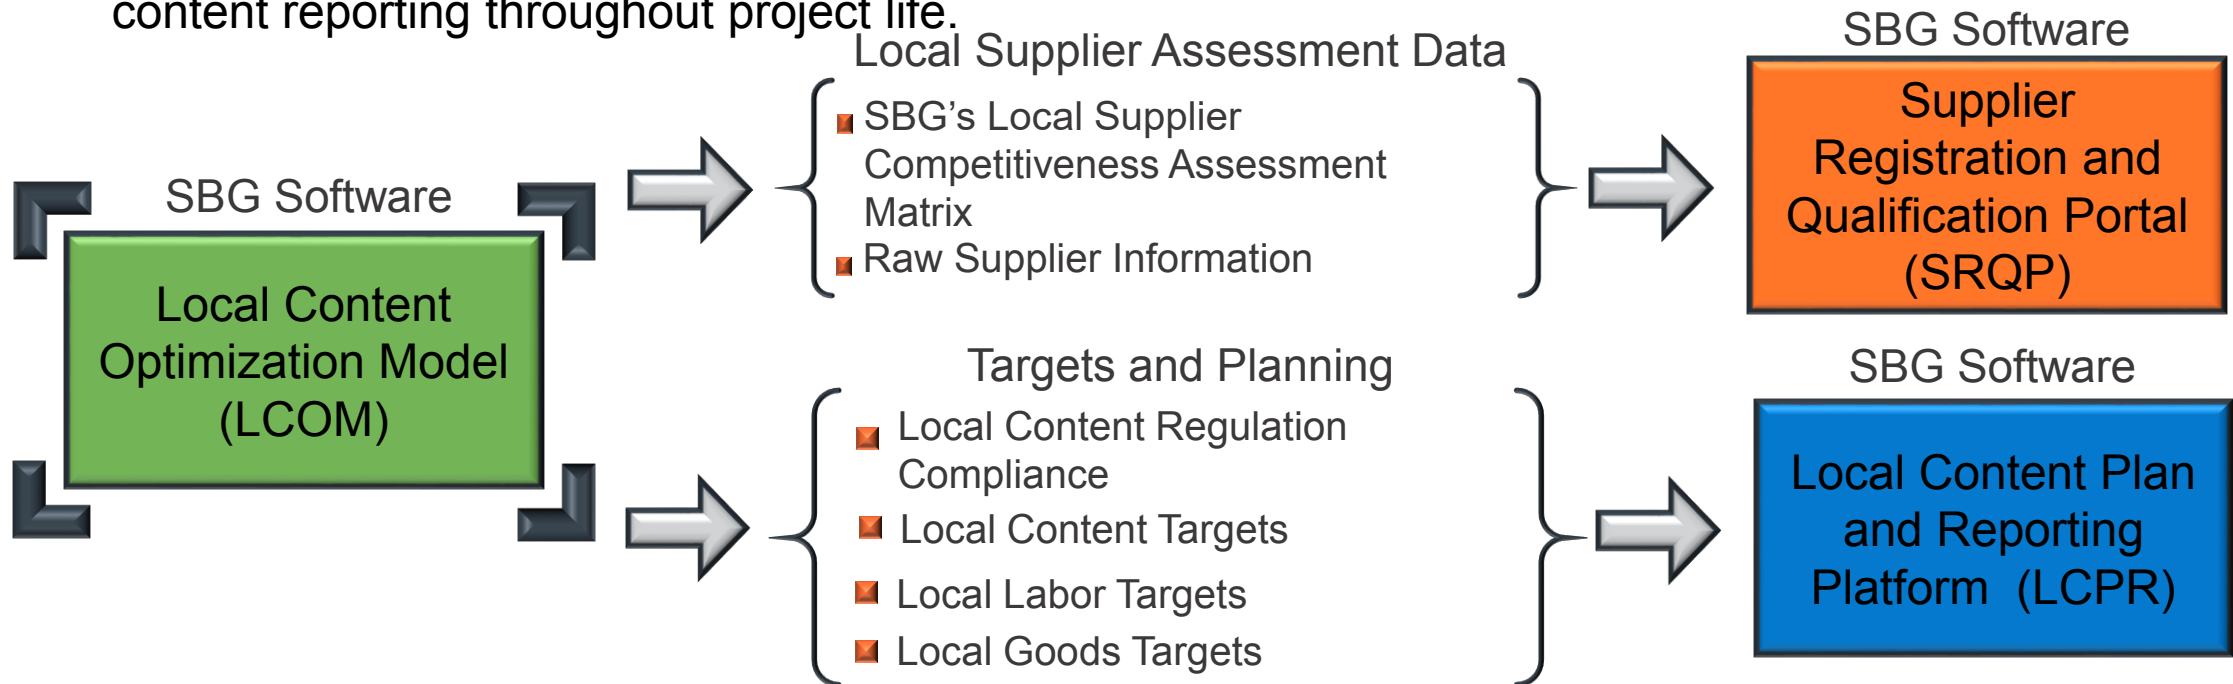 content reporting throughout project life.
SBG Software
Local Content
Optimization Model
(LCOM)
Local Supplier Assessment Data
SBG’s Local Supplier
Competitiveness Assessment
Matrix
Raw Supplier Information
SBG Software
Supplier
Registration and
Qualification Portal
(SRQP)
Targets and Planning
Local Content Regulation
Compliance
Local Content Targets
Local Labor Targets
Local Goods Targets
SBG Software
Local Content Plan
and Reporting
Platform (LCPR)